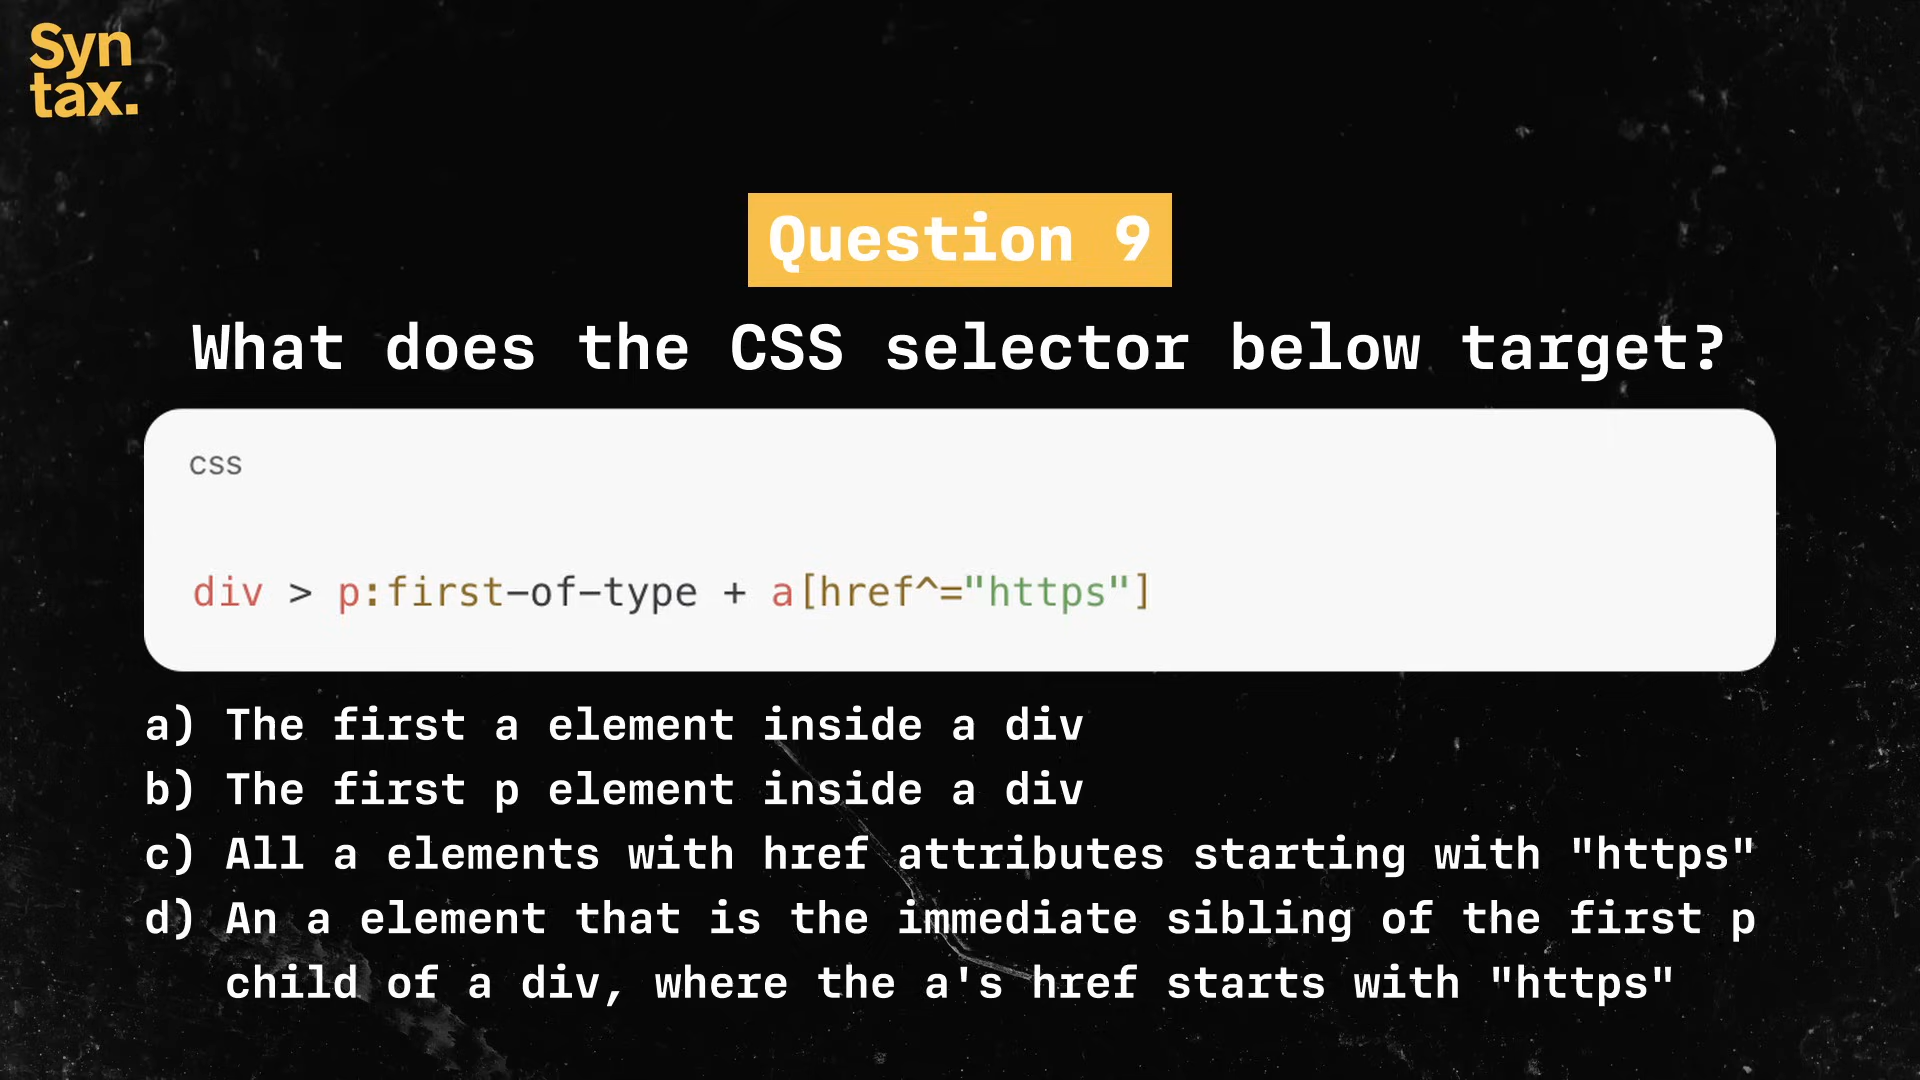 Syn
tax.
Question 9
What does the CSS selector below target?
css
div > p:first-of-type + a[href^="https"]
a) The first a element inside a div
b) The first p element inside a div
c) All a elements with href attributes starting with "https"
d) An a element that is the immediate sibling of the first p
child of a div, where the a's href starts with "https"